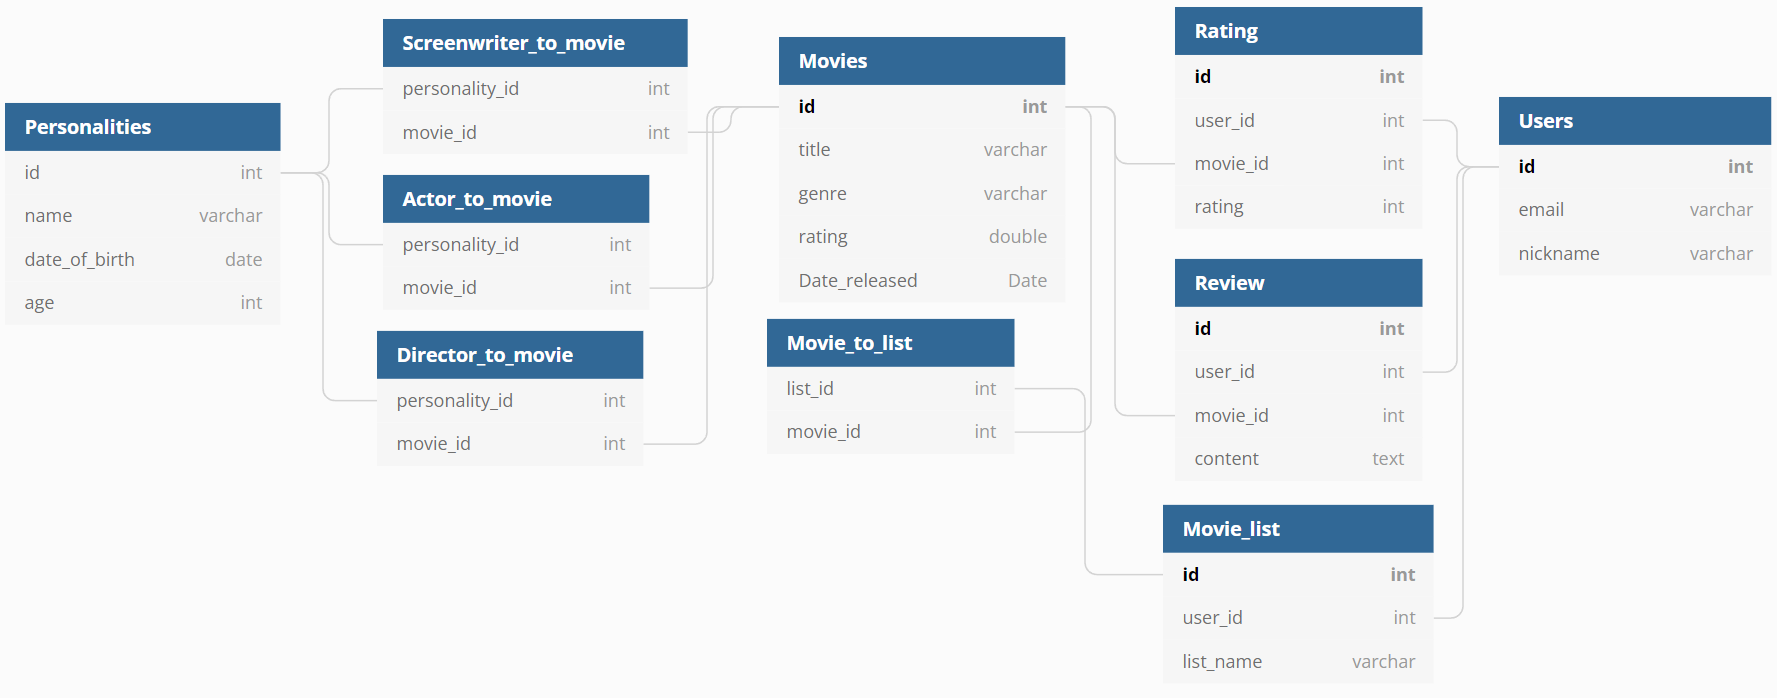 Personalities
id int
name varchar
date_of_birth date
age int
Screenwriter_to_movie
personality_id int
movie_id int
Actor_to_movie
personality_id int
movie_id int
Director_to_movie
personality_id int
movie_id int
Movies
id int
title varchar
genre varchar
rating double
Date_released Date
Movie_to_list
list_id int
movie_id int
Rating
id int
user_id int
movie_id int
rating int
Review
id int
user_id int
movie_id int
content text
Movie_list
id int
user_id int
list_name varchar
Users
id int
email varchar
nickname varchar